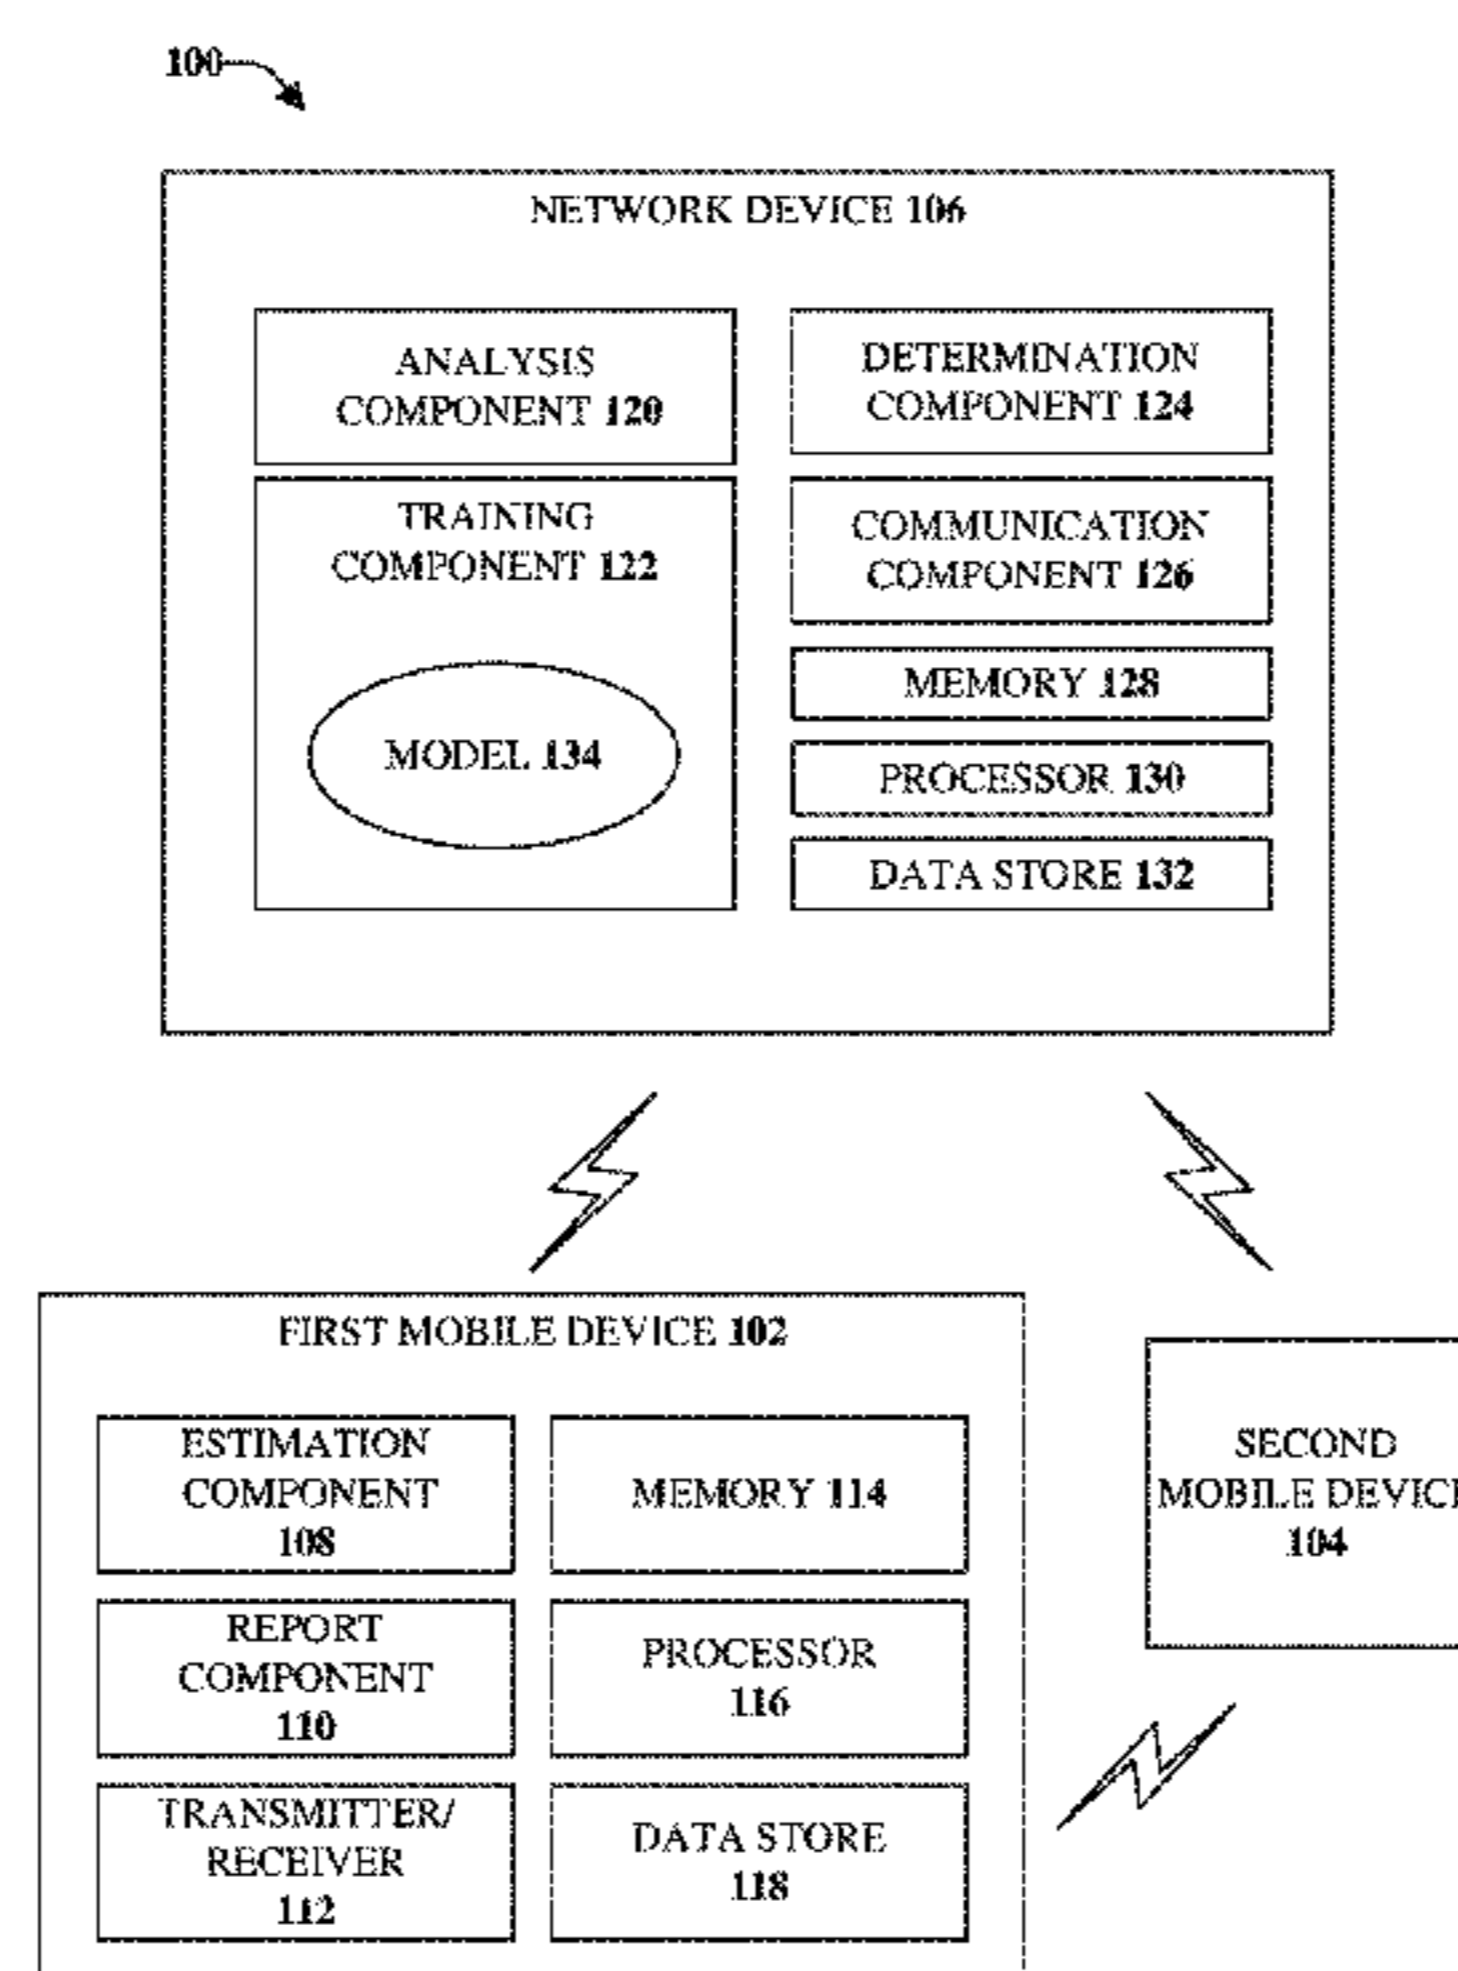 100
NETWORK DEVICE 106
ANALYSIS
COMPONENT 120
DETERMINATION
COMPONENT 124
TRAINING
COMPONENT 122
COMMUNICATION
COMPONENT 126
MODEL 134
MEMORY 128
PROCESSOR 130
DATA STORE 132
FIRST MOBILE DEVICE 102
ESTIMATION
COMPONENT
108
MEMORY 114
REPORT
COMPONENT
110
PROCESSOR
116
TRANSMITTER/
RECEIVER
112
DATA STORE
118
SECOND
MOBILE DEVICE
104